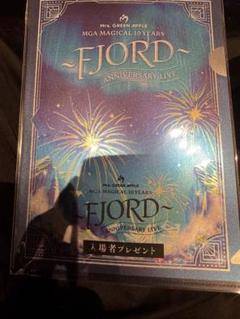 Mrs. GREEN APPLE
MGA MAGICAL 10 YEARS
~FJORD~
ANNIVERSARY LIVE
Mrs. GREEN APPLE
MGA MAGICAL 10 YEARS
~FJORD~
ANNIVERSARY LIVE
入場者プレゼント